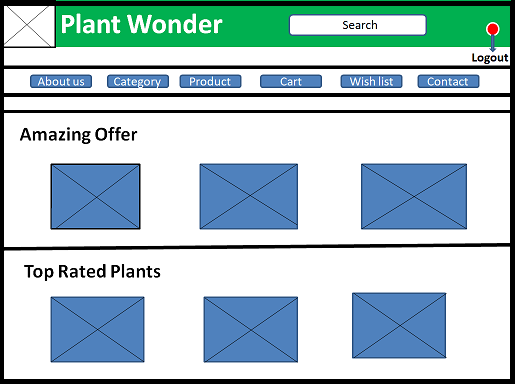 Plant Wonder
Search
Logout
About us
Category
Product
Cart
Wish list
Contact
Amazing Offer
Top Rated Plants